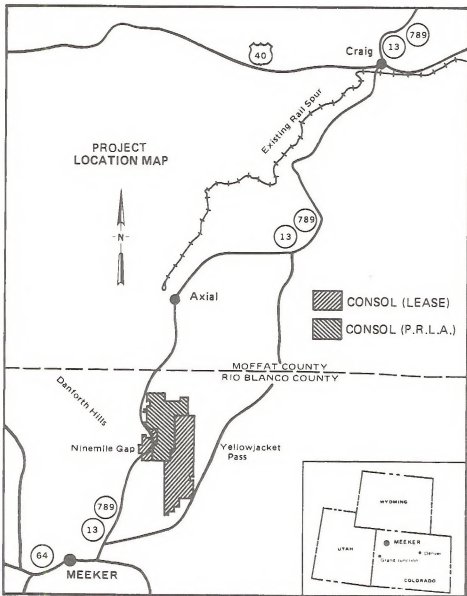 13
789
40
Craig
Existing Rail Spur
PROJECT
LOCATION MAP
-N-
13
789
CONSOL (LEASE)
CONSOL (P.R.L.A.)
Axial
MOFFAT COUNTY
RIO BLANCO COUNTY
Danforth Hills
Ninemile Gap
Yellowjacket
Pass
789
13
64
MEEKER
WYOMING
UTAH
MEEKER
Grand Junction
Denver
COLORADO